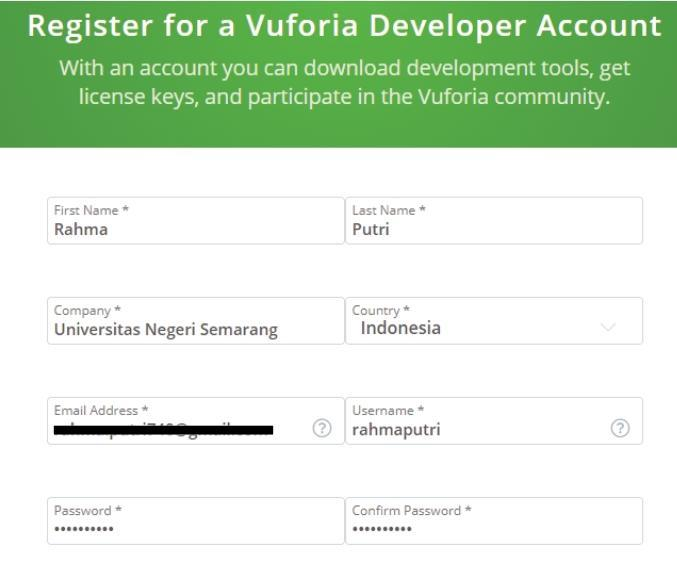 Register for a Vuforia Developer Account
With an account you can download development tools, get
license keys, and participate in the Vuforia community.
First Name * Last Name *
Rahma Putri
Company * Country *
Universitas Negeri Semarang Indonesia
Email Address * Username *
rahmaputri
Password * Confirm Password *
•••••••••• ••••••••••